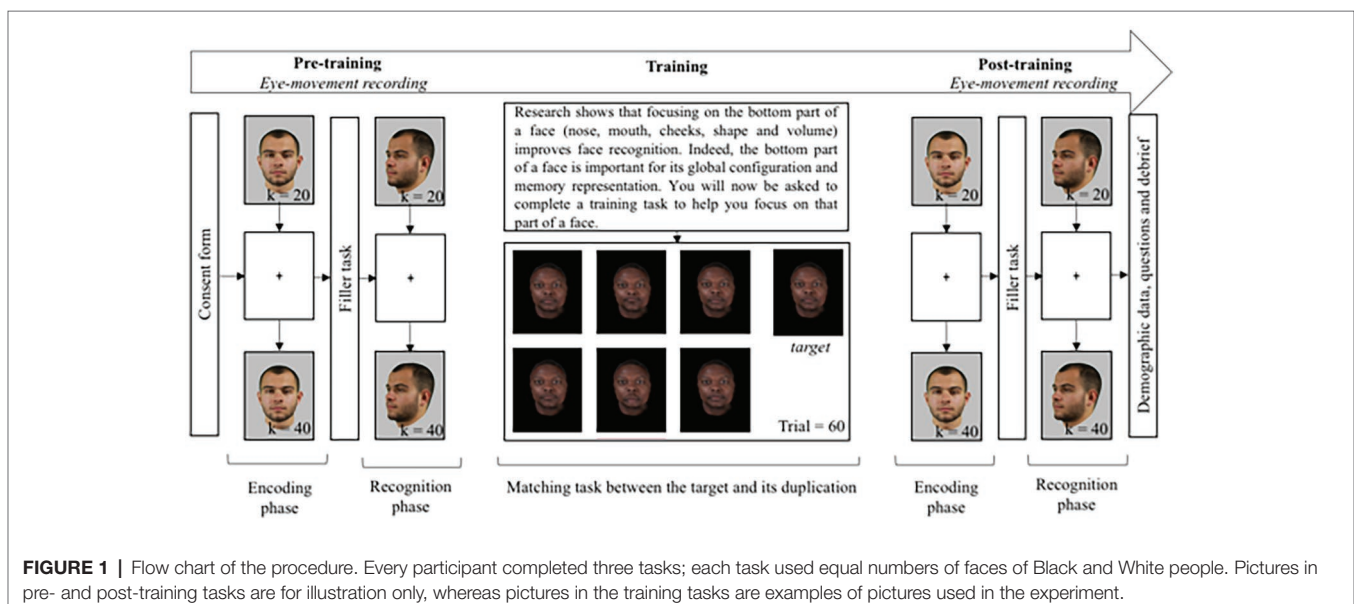 Pre-training
Eye-movement recording
Training
Post-training
Eye-movement recording
Consent form
k = 20
+
k = 40
Filler task
k = 20
+
k = 40
Research shows that focusing on the bottom part of
a face (nose, mouth, cheeks, shape and volume)
improves face recognition. Indeed, the bottom part
of a face is important for its global configuration and
memory representation. You will now be asked to
complete a training task to help you focus on that
part of a face.
target
Trial = 60
k = 20
+
k = 40
Filler task
k = 20
+
k = 40
Demographic data, questions and debrief
Encoding
phase
Recognition
phase
Matching task between the target and its duplication
Encoding
phase
Recognition
phase
FIGURE 1 | Flow chart of the procedure. Every participant completed three tasks; each task used equal numbers of faces of Black and White people. Pictures in
pre- and post-training tasks are for illustration only, whereas pictures in the training tasks are examples of pictures used in the experiment.